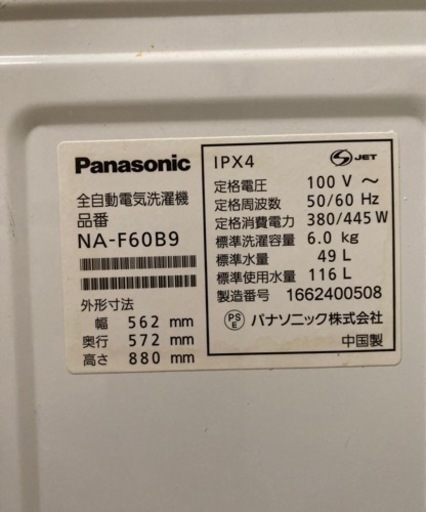 Panasonic
全自動電気洗濯機
品番
NA-F60B9
外形寸法
幅 562 mm
奥行 572 mm
高さ 880 mm
IPX4
S JET
定格電圧 100 V ～
定格周波数 50/60 Hz
定格消費電力 380/445 W
標準洗濯容量 6.0 kg
標準水量 49 L
標準使用水量 116 L
製造番号 1662400508
PS E パナソニック株式会社
中国製